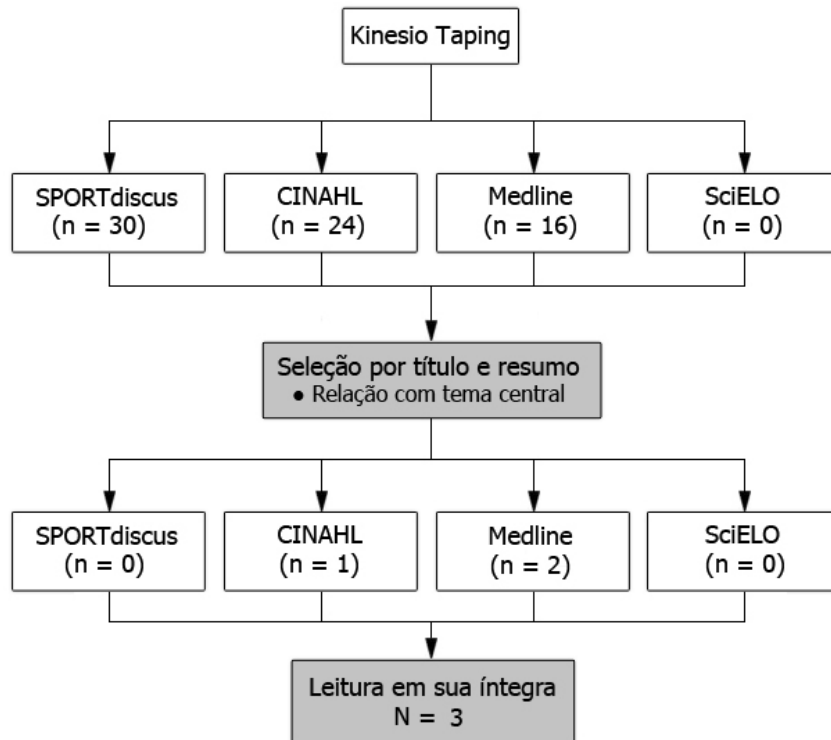 Kinesio Taping
SPORTdiscus
(n = 30)
CINAHL
(n = 24)
Medline
(n = 16)
SciELO
(n = 0)
Seleção por título e resumo
● Relação com tema central
SPORTdiscus
(n = 0)
CINAHL
(n = 1)
Medline
(n = 2)
SciELO
(n = 0)
Leitura em sua íntegra
N = 3